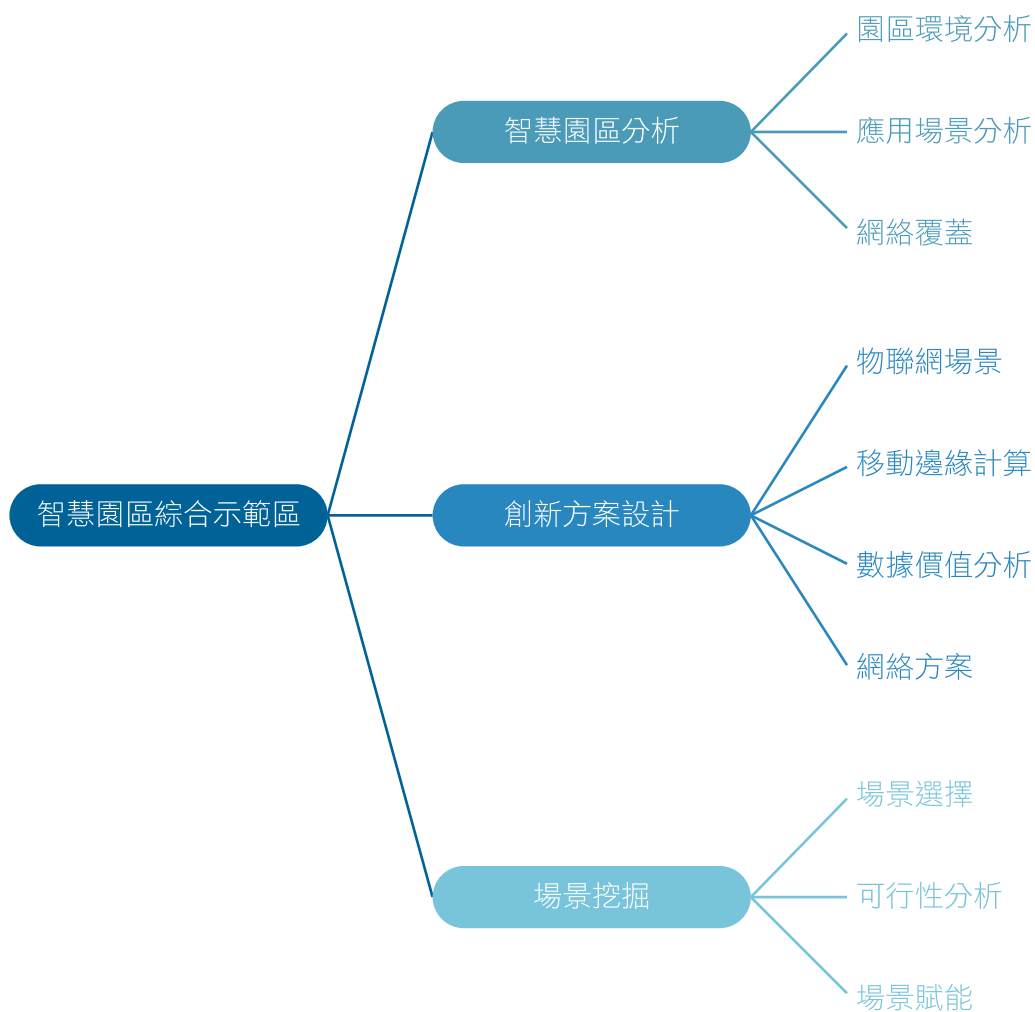 智慧園區綜合示範區
智慧園區分析
園區環境分析
應用場景分析
網絡覆蓋
創新方案設計
物聯網場景
移動邊緣計算
數據價值分析
網絡方案
場景挖掘
場景選擇
可行性分析
場景賦能